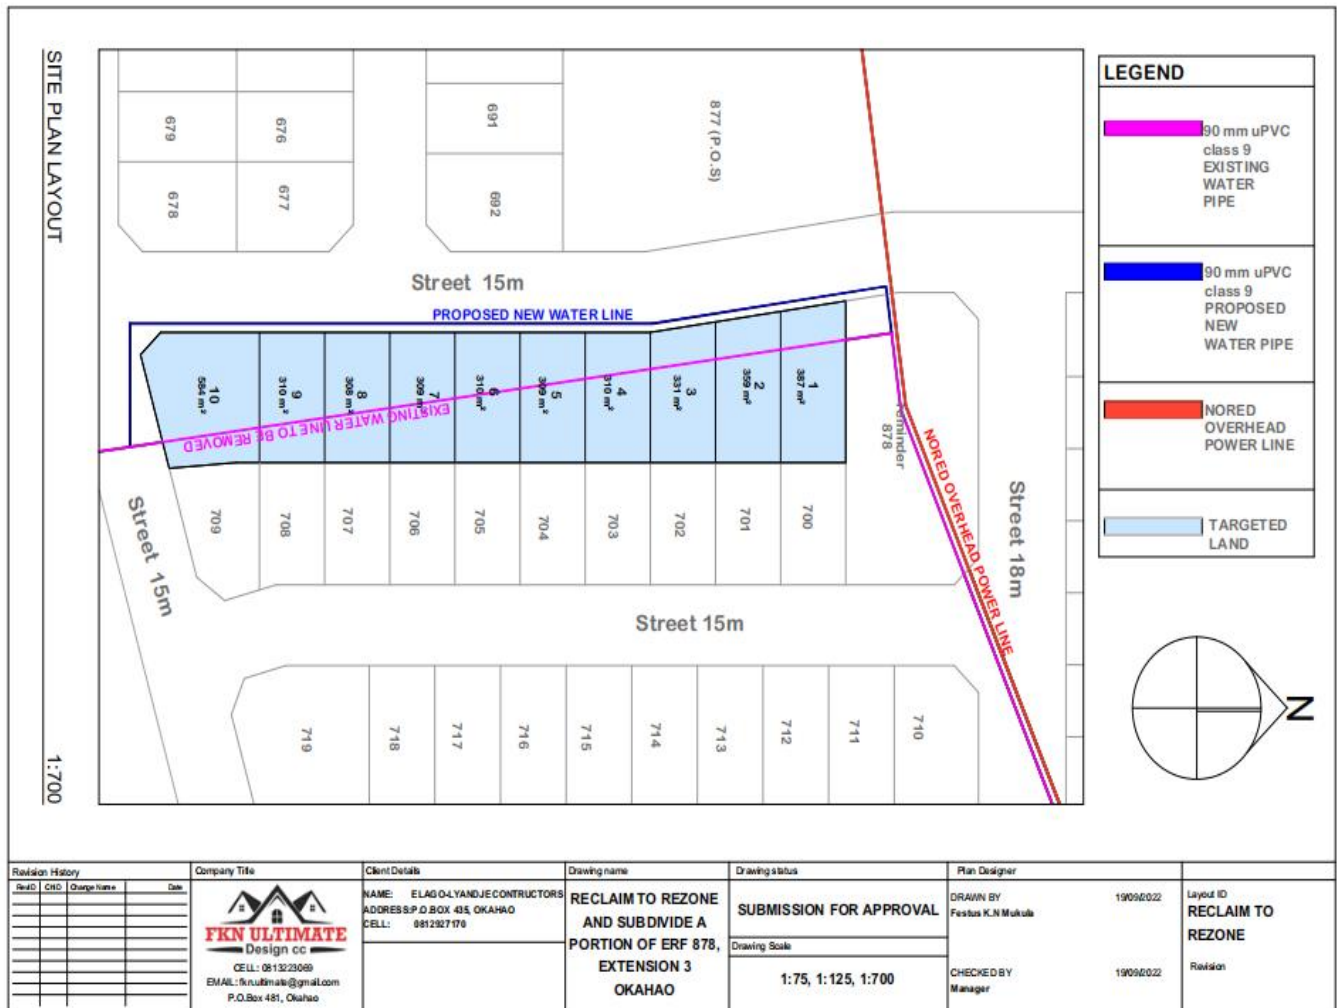 SITE PLAN LAYOUT
1:700
679
676
678
677
691
692
877 (P.O.S)
Street 15m
PROPOSED NEW WATER LINE
10
584 m²
9
310 m²
8
308 m²
7
309 m²
6
310 m²
5
309 m²
4
310 m²
3
331 m²
2
359 m²
1
387 m²
EXISTING WATER LINE TO BE REMOVED
878
NORED OVERHEAD POWER LINE
Street 15m
709
708
707
706
705
704
703
702
701
700
Street 18m
Street 15m
719
718
717
716
715
714
713
712
711
710
LEGEND
90 mm uPVC
class 9
EXISTING
WATER
PIPE
90 mm uPVC
class 9
PROPOSED
NEW
WATER PIPE
NORED
OVERHEAD
POWER LINE
TARGETED
LAND
N
Revision History
RevID ChID Change Name Date
Company Title
FKN ULTIMATE
Design cc
CELL: 0813223069
EMAIL: fkn.ultimate@gmail.com
P.O.Box 481, Okahao
Client Details
NAME: ELAGO-LYANDJE CONTRUCTORS
ADDRESS: P.O.BOX 435, OKAHAO
CELL: 0812927170
Drawing name
RECLAIM TO REZONE
AND SUBDIVIDE A
PORTION OF ERF 878,
EXTENSION 3
OKAHAO
Drawing status
SUBMISSION FOR APPROVAL
Drawing Scale
1:75, 1:125, 1:700
Plan Designer
DRAWN BY 19/09/2022
Festus K.N Mukula
CHECKED BY 19/09/2022
Manager
Layout ID
RECLAIM TO
REZONE
Revision